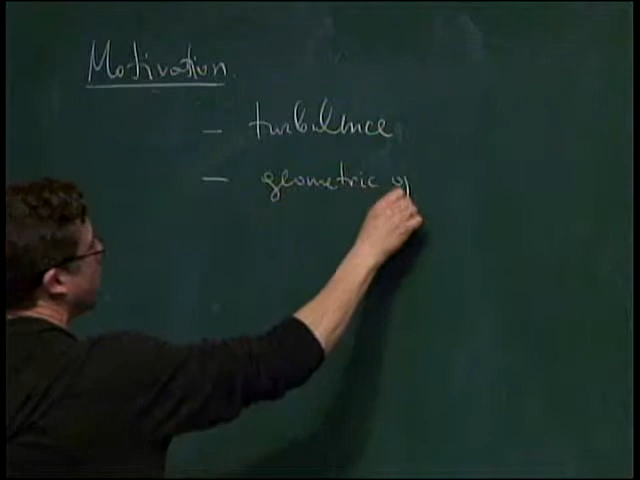 Motivation.
- turbulence
- geometric